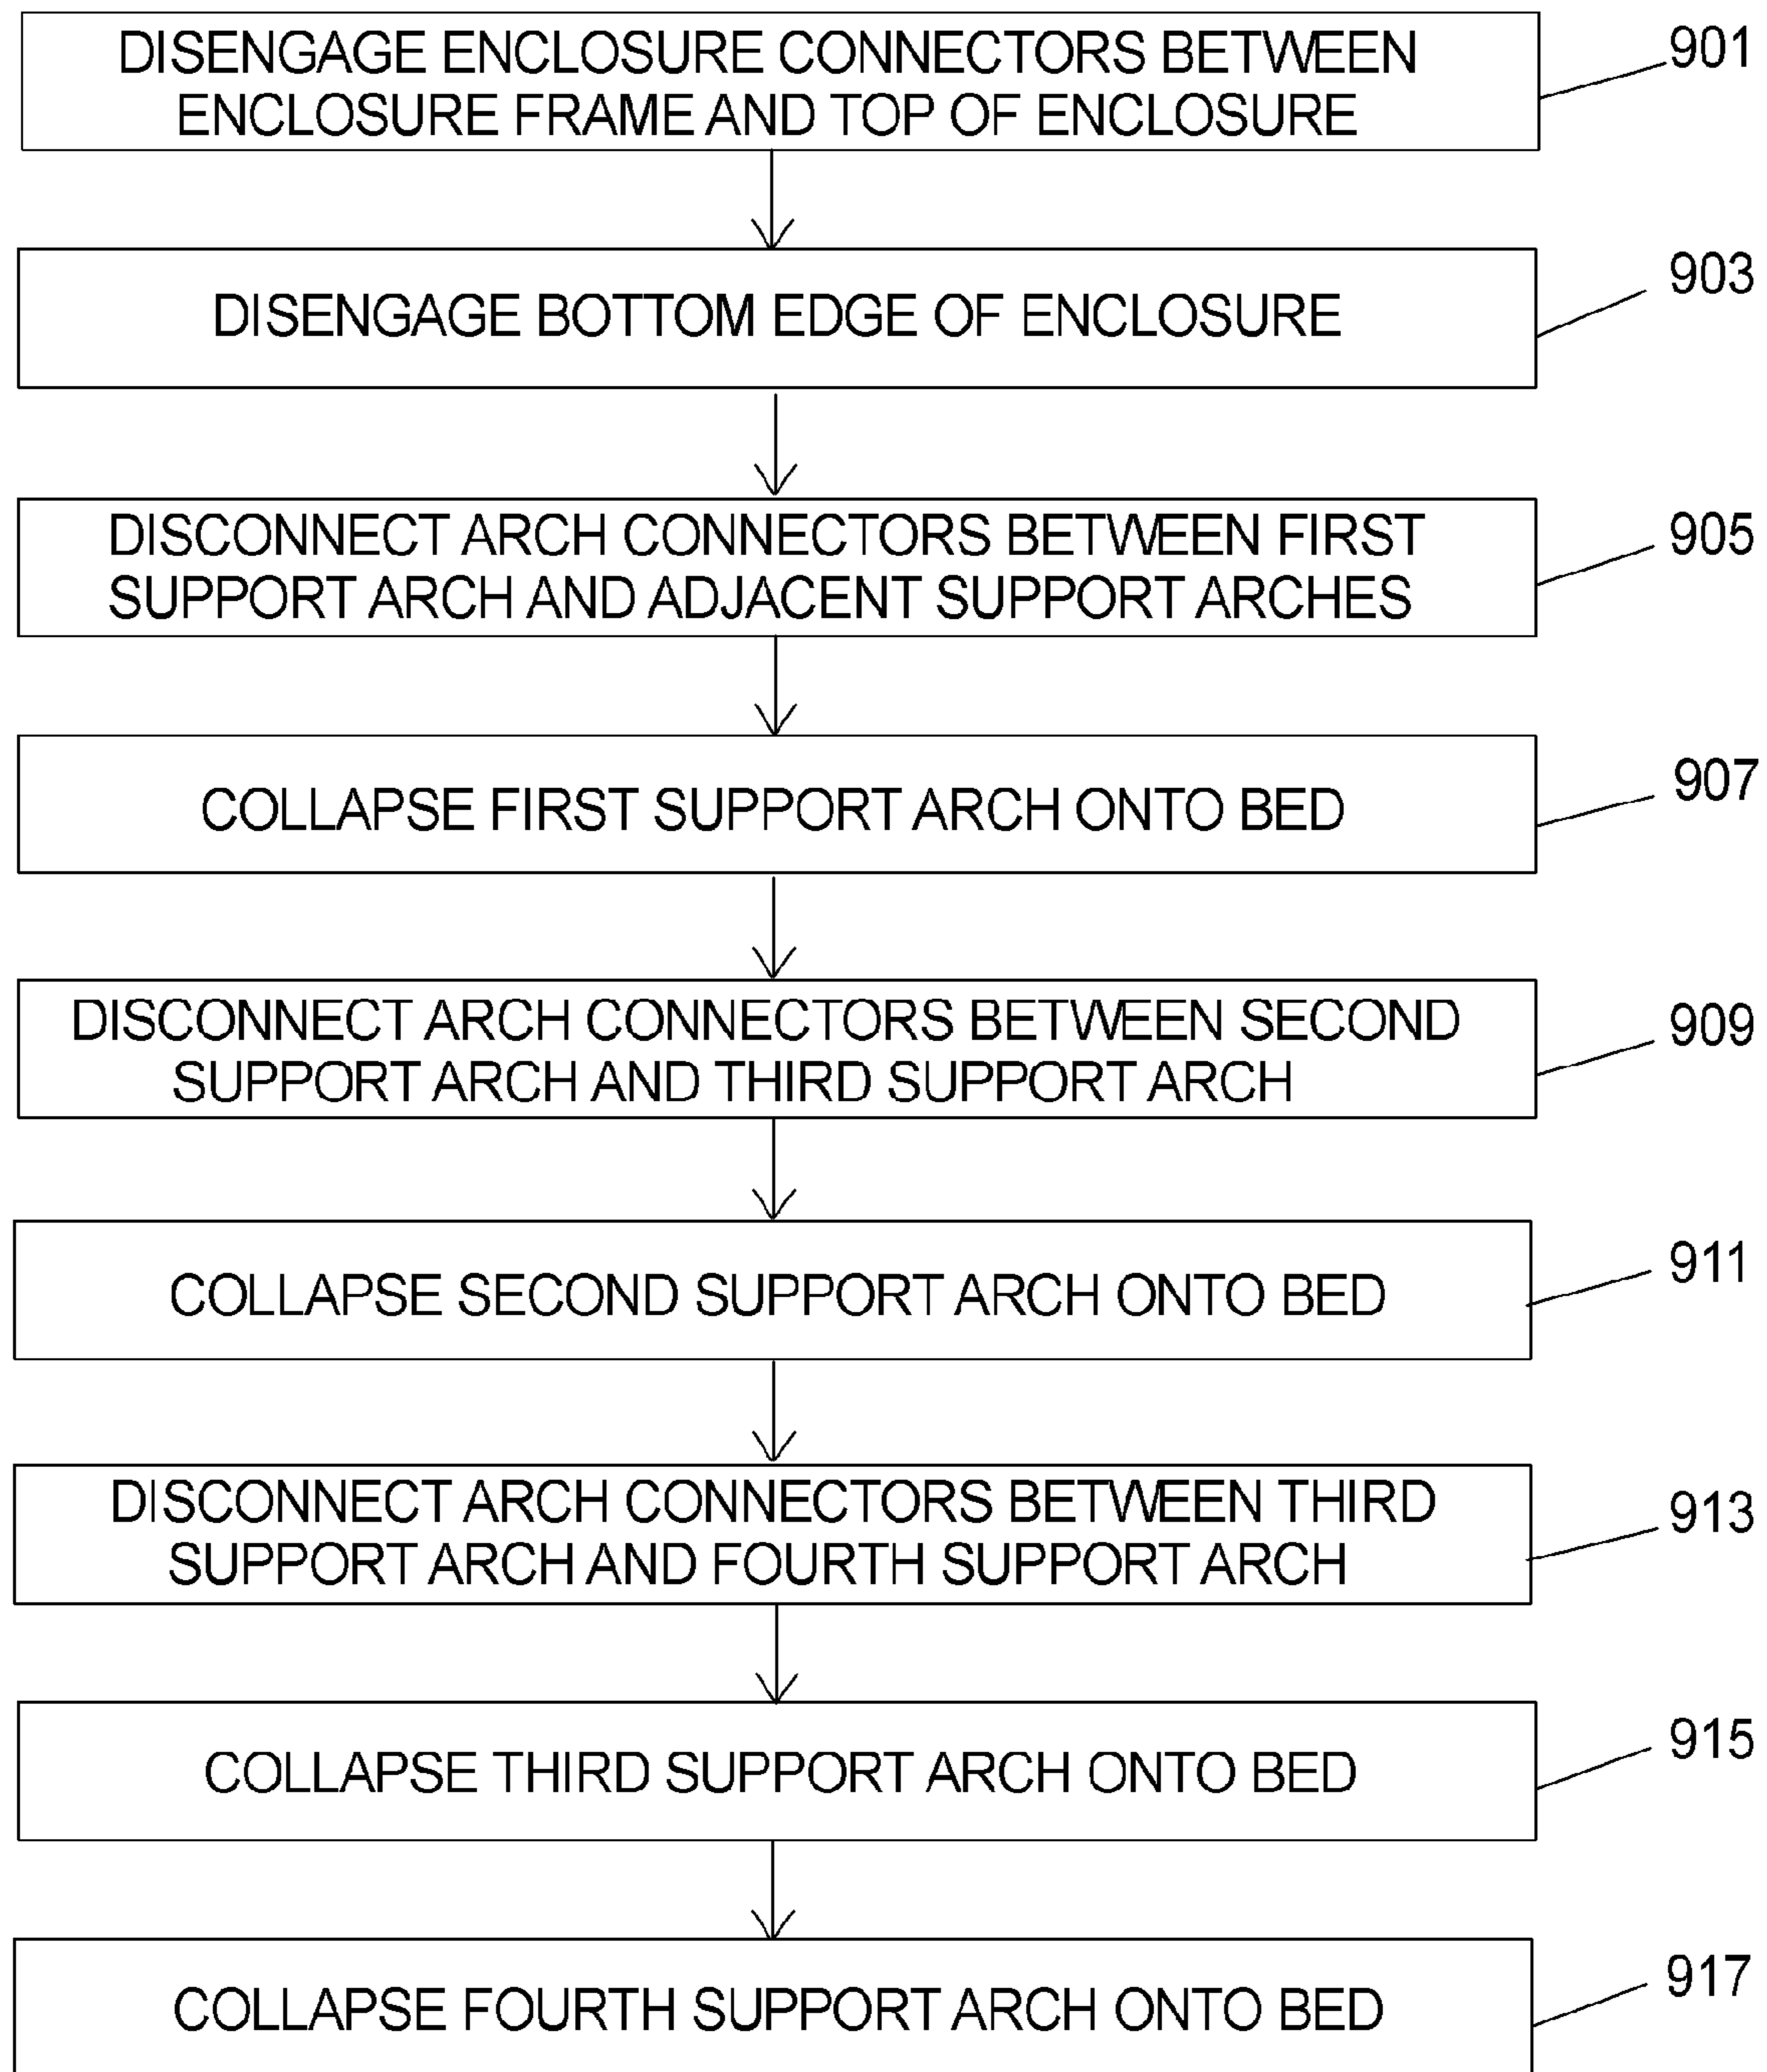 DISENGAGE ENCLOSURE CONNECTORS BETWEEN
ENCLOSURE FRAME AND TOP OF ENCLOSURE
901
DISENGAGE BOTTOM EDGE OF ENCLOSURE
903
DISCONNECT ARCH CONNECTORS BETWEEN FIRST
SUPPORT ARCH AND ADJACENT SUPPORT ARCHES
905
COLLAPSE FIRST SUPPORT ARCH ONTO BED
907
DISCONNECT ARCH CONNECTORS BETWEEN SECOND
SUPPORT ARCH AND THIRD SUPPORT ARCH
909
COLLAPSE SECOND SUPPORT ARCH ONTO BED
911
DISCONNECT ARCH CONNECTORS BETWEEN THIRD
SUPPORT ARCH AND FOURTH SUPPORT ARCH
913
COLLAPSE THIRD SUPPORT ARCH ONTO BED
915
COLLAPSE FOURTH SUPPORT ARCH ONTO BED
917